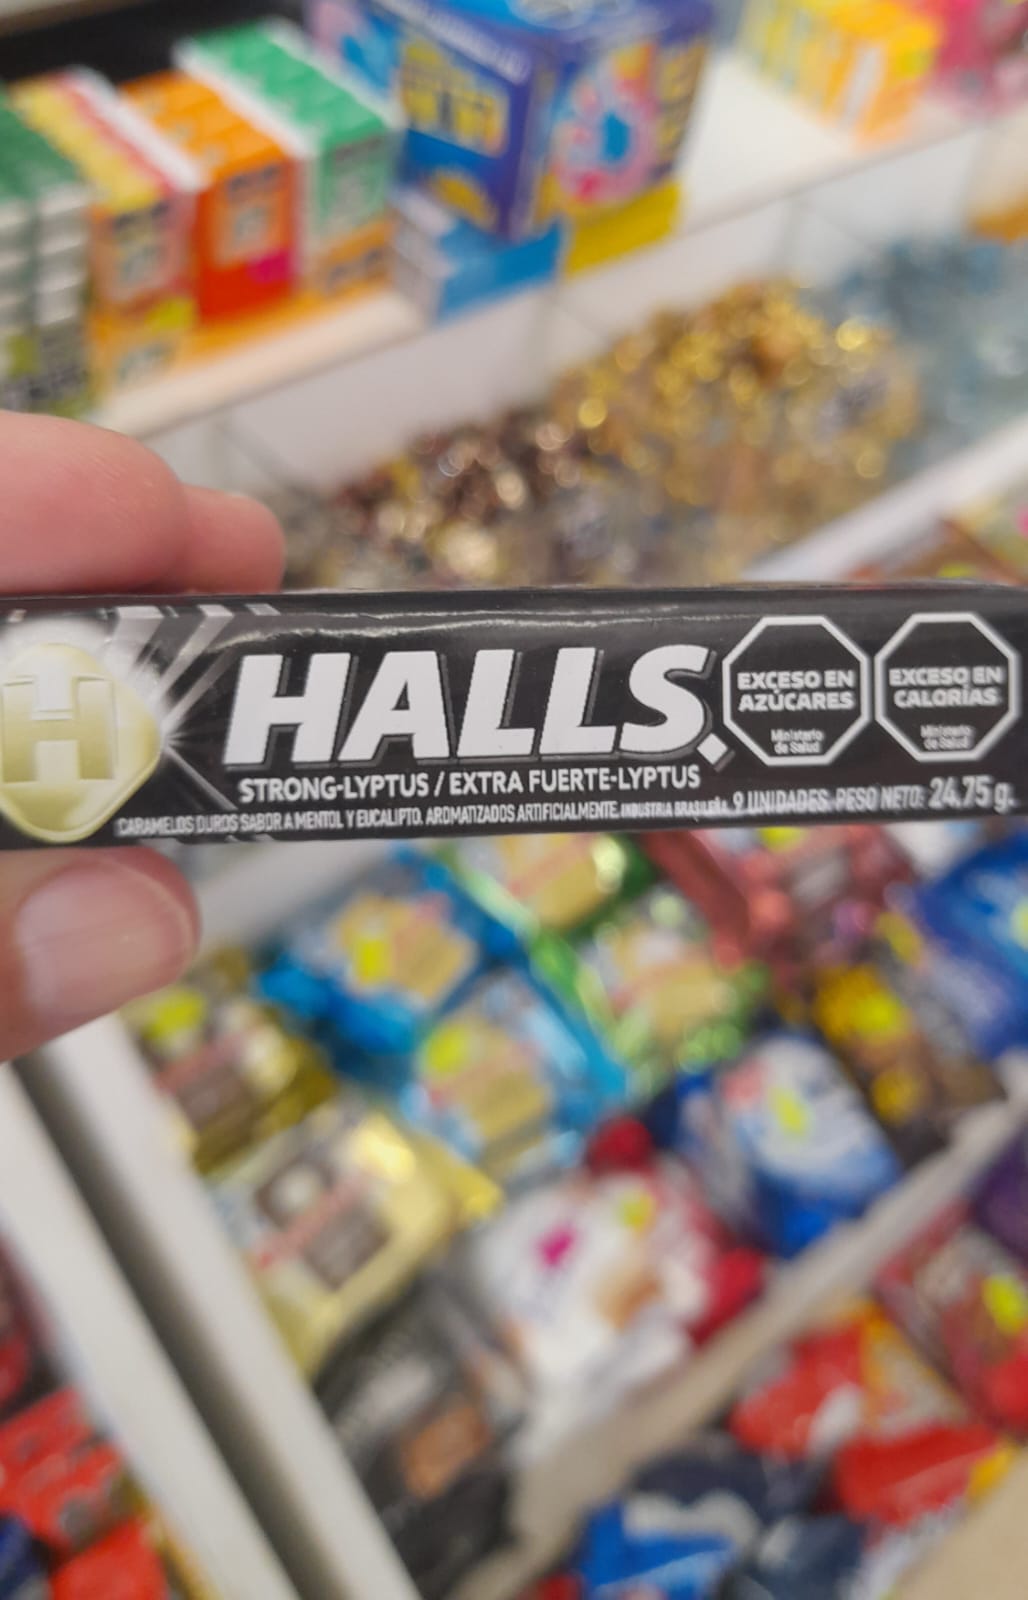 H
HALLS
STRONG-LYPTUS / EXTRA FUERTE-LYPTUS
CARAMELOS DUROS SABOR A MENTOL Y EUCALIPTO. AROMATIZADOS ARTIFICIALMENTE. INDUSTRIA BRASILEÑA. 9 UNIDADES. PESO NETO: 24.75 g.
EXCESO EN
AZÚCARES
Ministerio
de Salud
EXCESO EN
CALORÍAS
Ministerio
de Salud